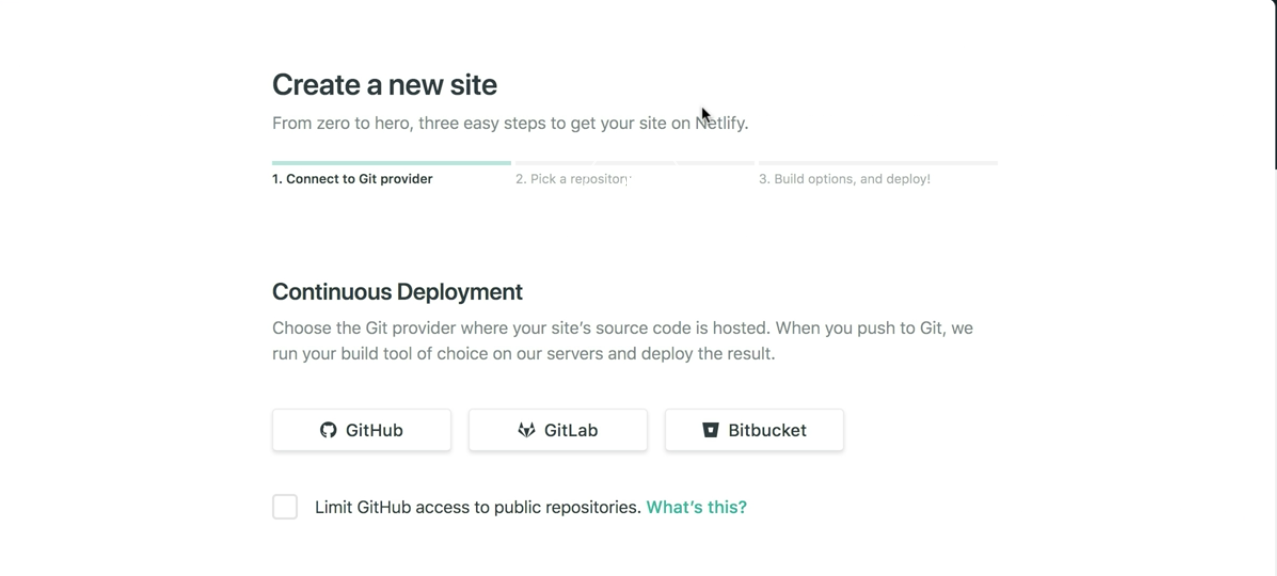 Create a new site
From zero to hero, three easy steps to get your site on Netlify.
1. Connect to Git provider
2. Pick a repository
3. Build options, and deploy!
Continuous Deployment
Choose the Git provider where your site's source code is hosted. When you push to Git, we
run your build tool of choice on our servers and deploy the result.
GitHub
GitLab
Bitbucket
Limit GitHub access to public repositories. What's this?